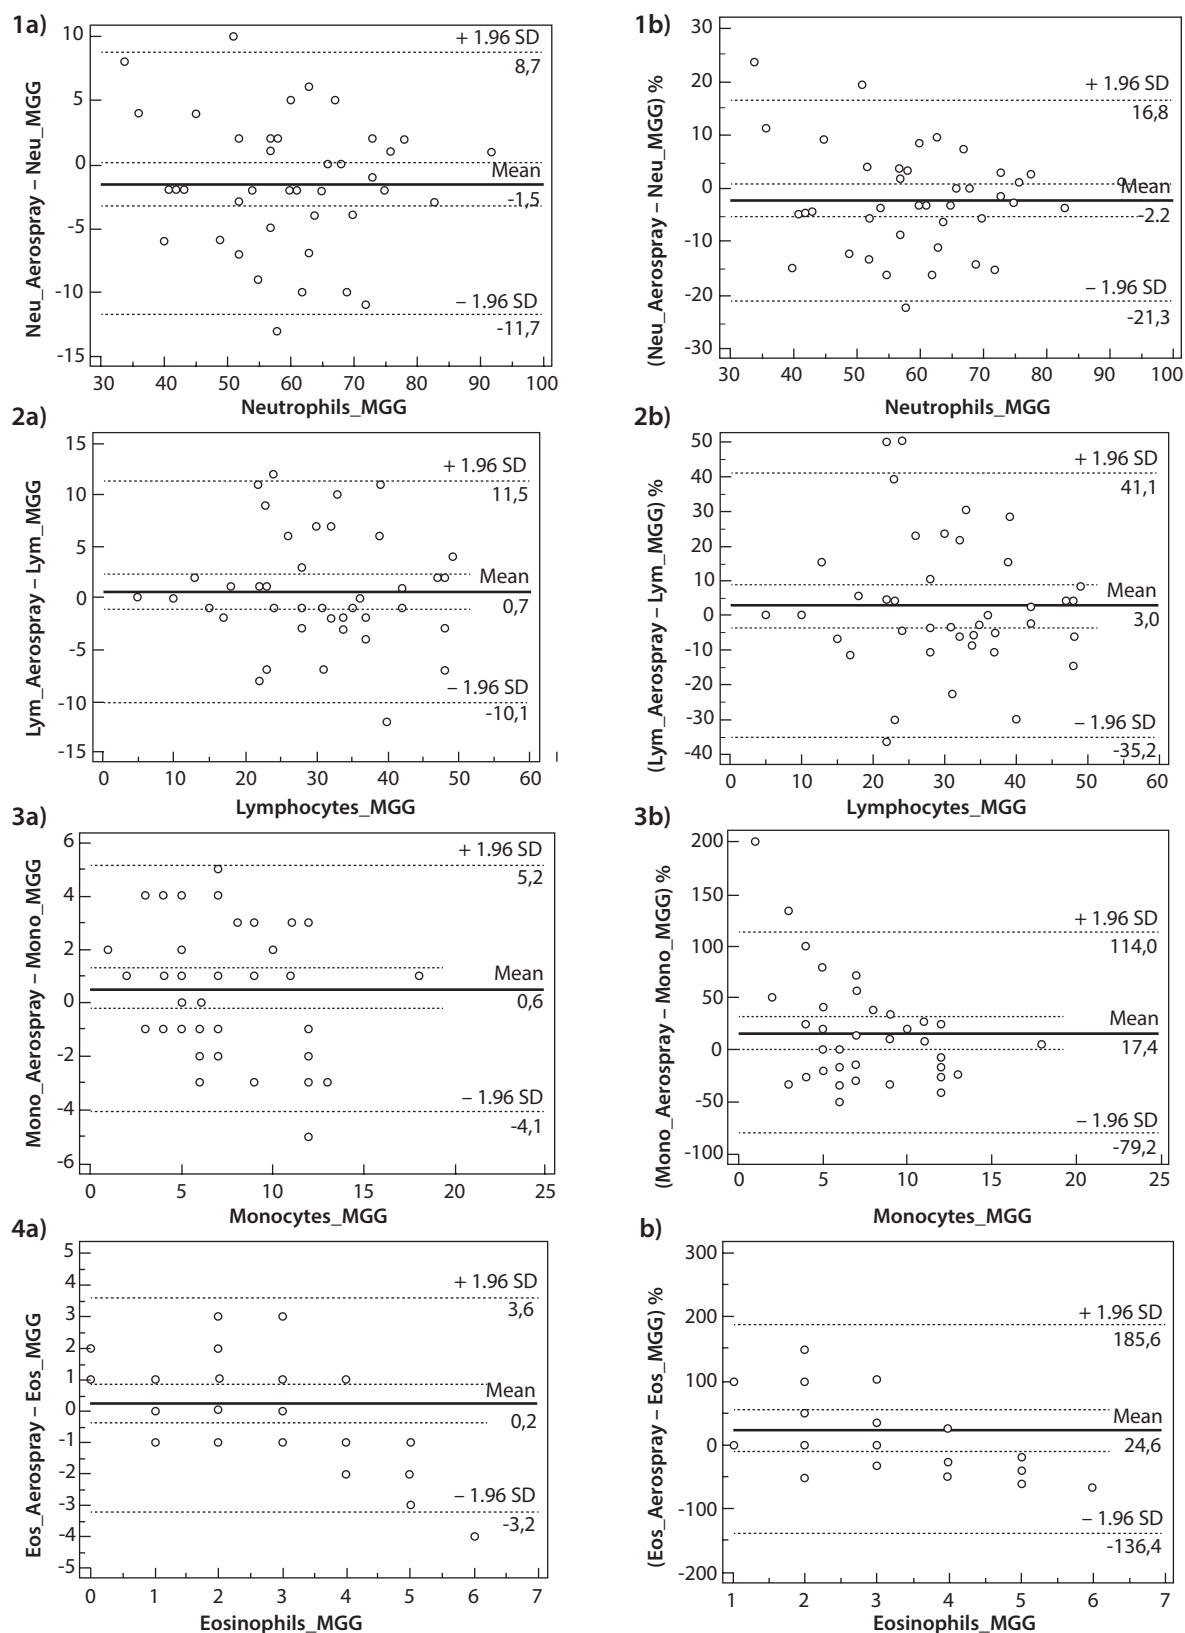 1a)
Neu_Aerospray – Neu_MGG
10
5
0
-5
-10
-15
+ 1.96 SD
8,7
Mean
-1,5
– 1.96 SD
-11,7
30 40 50 60 70 80 90 100
Neutrophils_MGG
1b)
(Neu_Aerospray – Neu_MGG) %
30
20
10
0
-10
-20
-30
+ 1.96 SD
16,8
Mean
-2.2
– 1.96 SD
-21,3
30 40 50 60 70 80 90 100
Neutrophils_MGG
2a)
Lym_Aerospray – Lym_MGG
15
10
5
0
-5
-10
-15
+ 1.96 SD
11,5
Mean
0,7
– 1.96 SD
-10,1
0 10 20 30 40 50 60
Lymphocytes_MGG
2b)
(Lym_Aerospray – Lym_MGG) %
50
40
30
20
10
0
-10
-20
-30
-40
+ 1.96 SD
41,1
Mean
3,0
– 1.96 SD
-35,2
0 10 20 30 40 50 60
Lymphocytes_MGG
3a)
Mono_Aerospray – Mono_MGG
6
4
2
0
-2
-4
-6
+ 1.96 SD
5,2
Mean
0,6
– 1.96 SD
-4,1
0 5 10 15 20 25
Monocytes_MGG
3b)
(Mono_Aerospray – Mono_MGG) %
200
150
100
50
0
-50
-100
+ 1.96 SD
114,0
Mean
17,4
– 1.96 SD
-79,2
0 5 10 15 20 25
Monocytes_MGG
4a)
Eos_Aerospray – Eos_MGG
5
4
3
2
1
0
-1
-2
-3
-4
-5
+ 1.96 SD
3,6
Mean
0,2
– 1.96 SD
-3,2
0 1 2 3 4 5 6 7
Eosinophils_MGG
b)
(Eos_Aerospray – Eos_MGG) %
300
200
100
0
-100
-200
+ 1.96 SD
185,6
Mean
24,6
– 1.96 SD
-136,4
1 2 3 4 5 6 7
Eosinophils_MGG